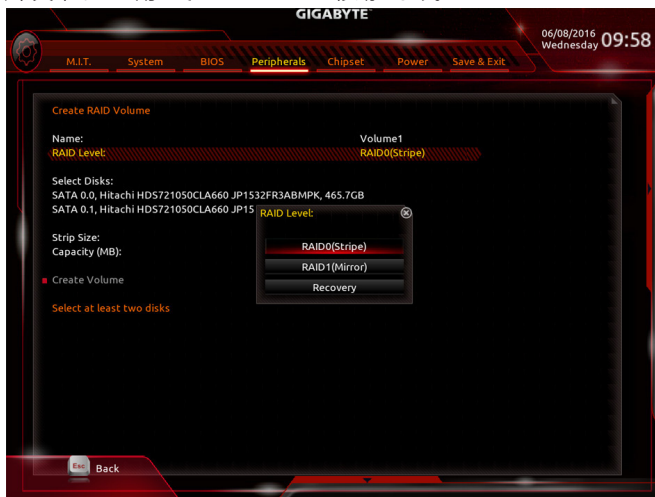 GIGABYTE™
06/08/2016
Wednesday 09:58
M.I.T. System BIOS Peripherals Chipset Power Save & Exit
Create RAID Volume
Name: Volume1
RAID Level: RAID0(Stripe)
Select Disks:
SATA 0.0, Hitachi HDS721050CLA660 JP1532FR3ABMPK, 465.7GB
SATA 0.1, Hitachi HDS721050CLA660 JP15
RAID Level:
RAID0(Stripe)
RAID1(Mirror)
Recovery
Strip Size:
Capacity (MB):
Create Volume
Select at least two disks
Esc Back